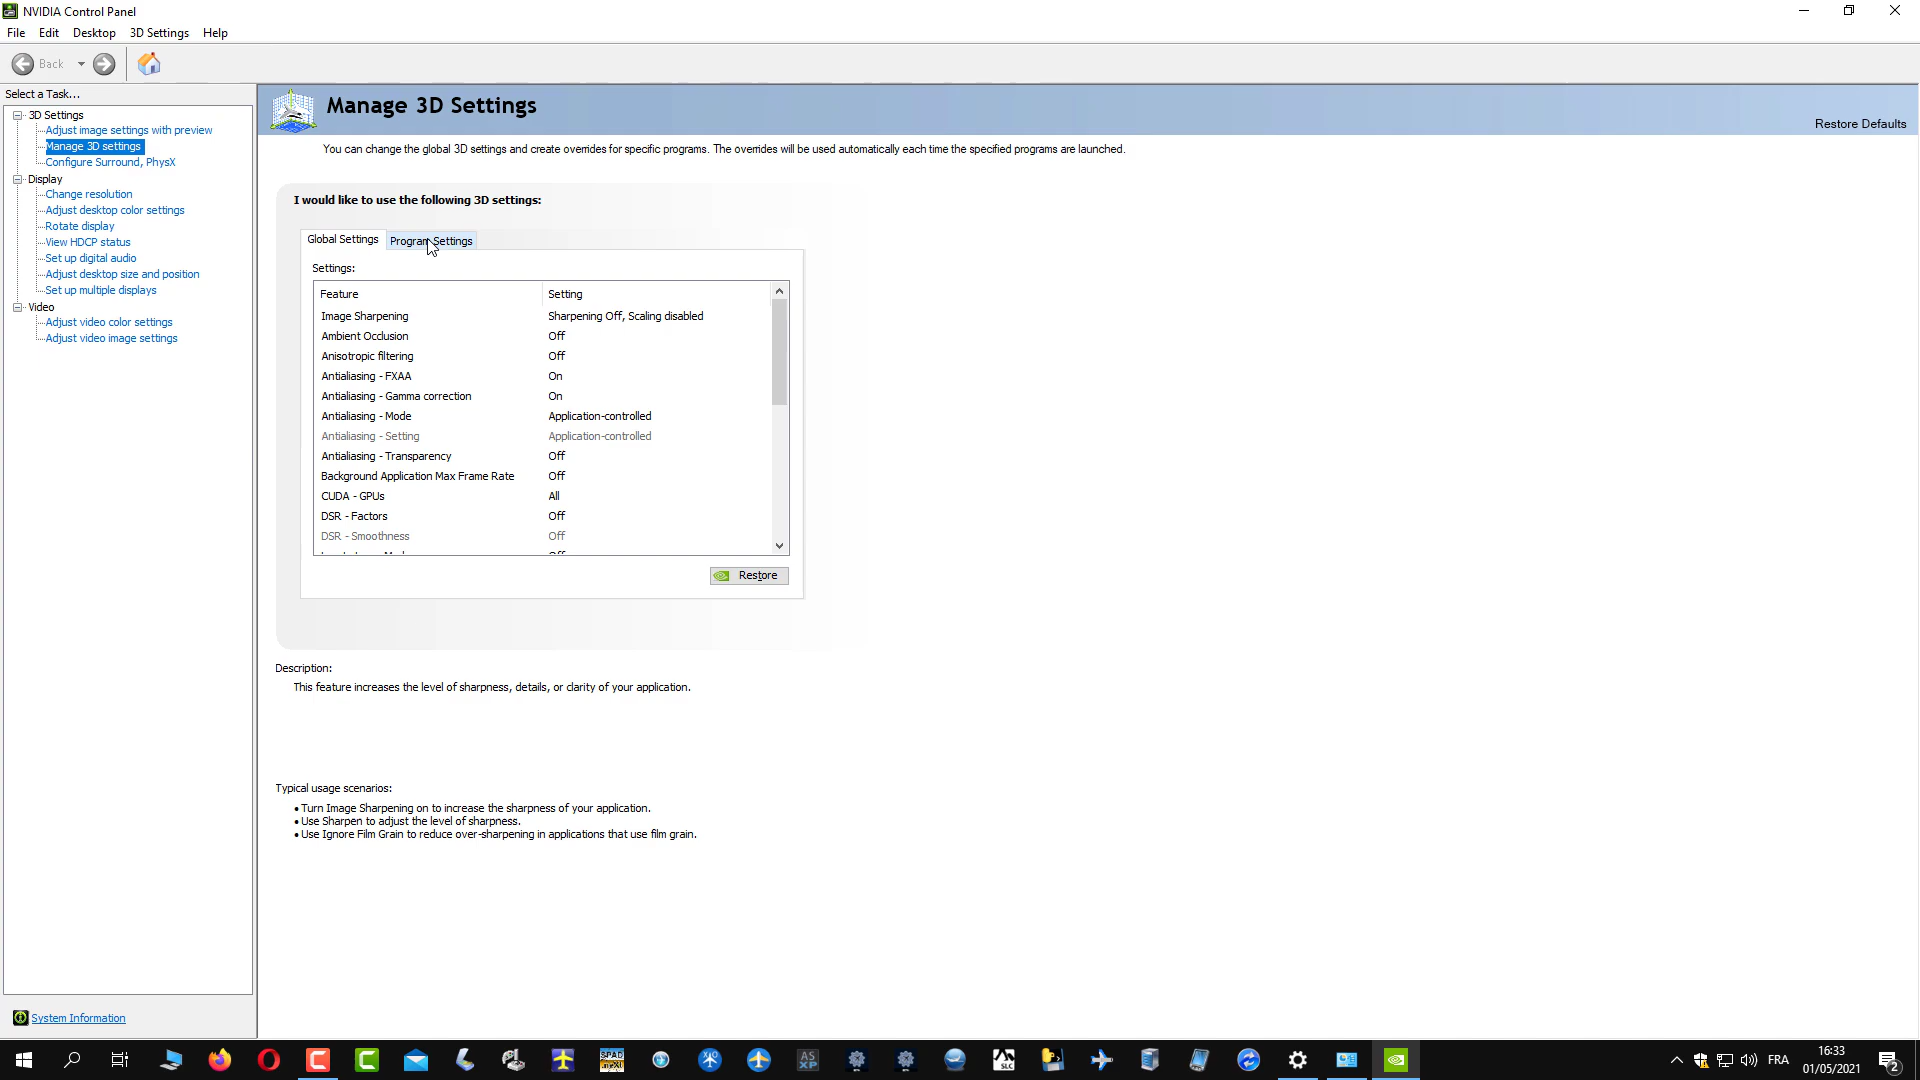 NVIDIA Control Panel
File Edit Desktop 3D Settings Help
Back
Select a Task...
3D Settings
Adjust image settings with preview
Manage 3D settings
Configure Surround, PhysX
Display
Change resolution
Adjust desktop color settings
Rotate display
View HDCP status
Set up digital audio
Adjust desktop size and position
Set up multiple displays
Video
Adjust video color settings
Adjust video image settings
System Information
Manage 3D Settings
Restore Defaults
You can change the global 3D settings and create overrides for specific programs. The overrides will be used automatically each time the specified programs are launched.
I would like to use the following 3D settings:
Global Settings Program Settings
Settings:
Feature Setting
Image Sharpening Sharpening Off, Scaling disabled
Ambient Occlusion Off
Anisotropic filtering Off
Antialiasing - FXAA On
Antialiasing - Gamma correction On
Antialiasing - Mode Application-controlled
Antialiasing - Setting Application-controlled
Antialiasing - Transparency Off
Background Application Max Frame Rate Off
CUDA - GPUs All
DSR - Factors Off
DSR - Smoothness Off
Restore
Description:
This feature increases the level of sharpness, details, or clarity of your application.
Typical usage scenarios:
• Turn Image Sharpening on to increase the sharpness of your application.
• Use Sharpen to adjust the level of sharpness.
• Use Ignore Film Grain to reduce over-sharpening in applications that use film grain.
SPAD
AS
XP
SLC
FRA
16:33
01/05/2021
2